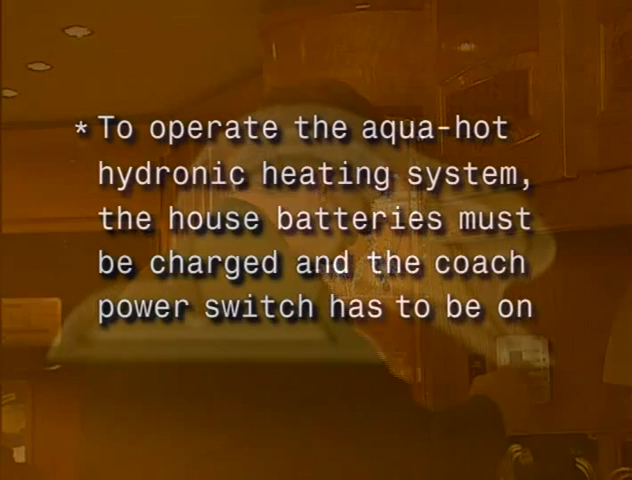 * To operate the aqua-hot
hydronic heating system,
the house batteries must
be charged and the coach
power switch has to be on